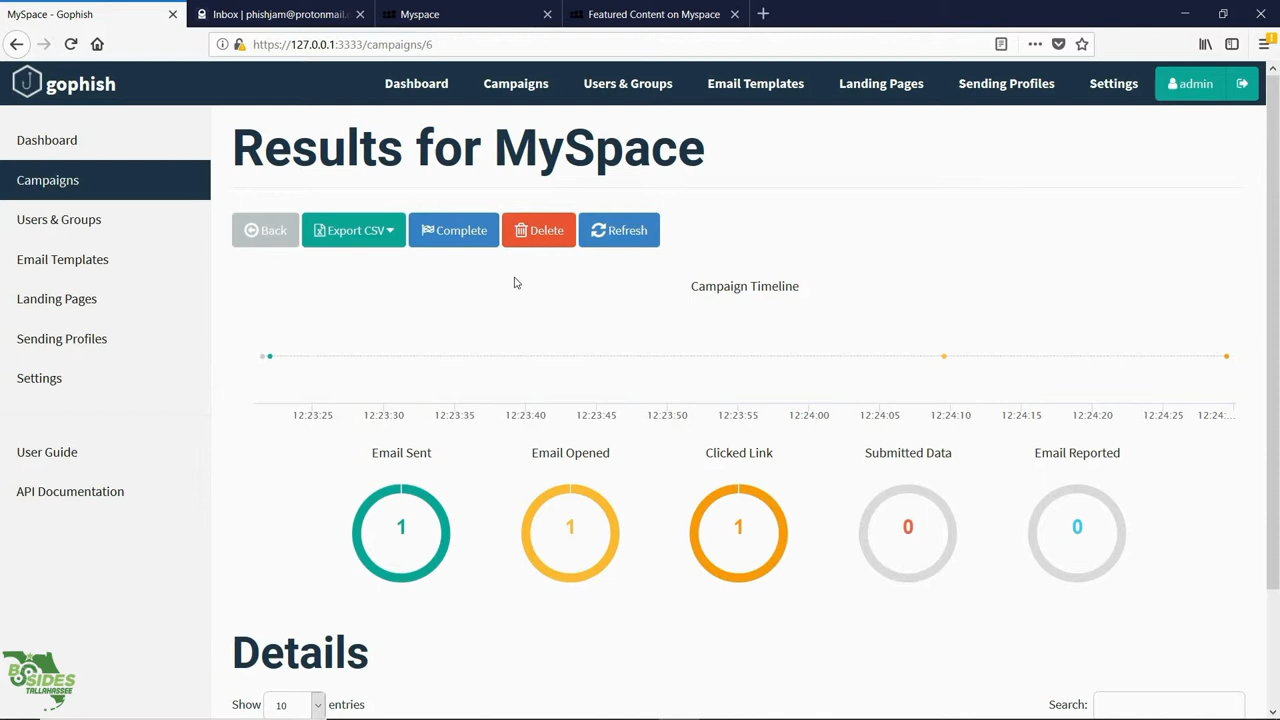 MySpace - Gophish
Inbox | phishjam@protonmail.
Myspace
Featured Content on Myspace
https://127.0.0.1:3333/campaigns/6
gophish
Dashboard
Campaigns
Users & Groups
Email Templates
Landing Pages
Sending Profiles
Settings
admin
Dashboard
Campaigns
Users & Groups
Email Templates
Landing Pages
Sending Profiles
Settings
User Guide
API Documentation
Results for MySpace
Back
Export CSV
Complete
Delete
Refresh
Campaign Timeline
12:23:25
12:23:30
12:23:35
12:23:40
12:23:45
12:23:50
12:23:55
12:24:00
12:24:05
12:24:10
12:24:15
12:24:20
12:24:25
12:24:...
Email Sent
Email Opened
Clicked Link
Submitted Data
Email Reported
1
1
1
0
0
Details
Show 10 entries
Search:
BSIDES
TALLAHASSEE